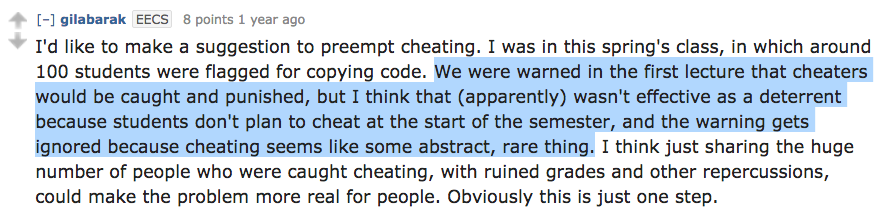 [-] gilabarak EECS 8 points 1 year ago
I'd like to make a suggestion to preempt cheating. I was in this spring's class, in which around
100 students were flagged for copying code. We were warned in the first lecture that cheaters
would be caught and punished, but I think that (apparently) wasn't effective as a deterrent
because students don't plan to cheat at the start of the semester, and the warning gets
ignored because cheating seems like some abstract, rare thing. I think just sharing the huge
number of people who were caught cheating, with ruined grades and other repercussions,
could make the problem more real for people. Obviously this is just one step.